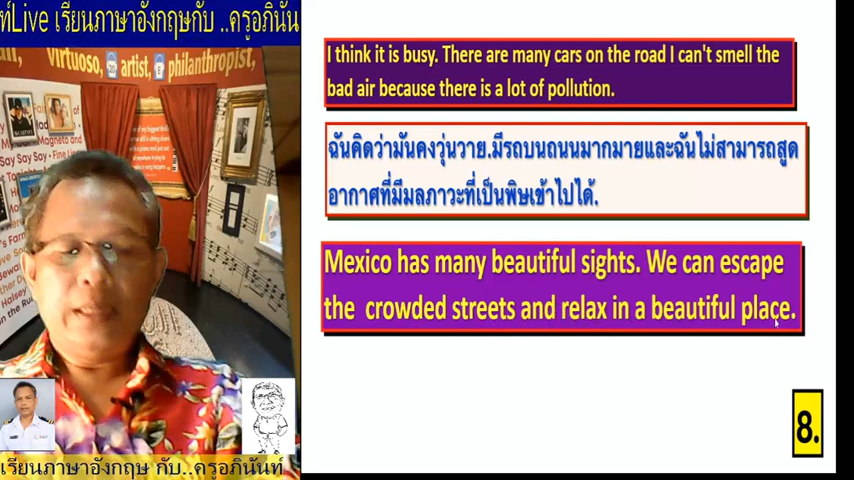 ท์Live เรียนภาษาอังกฤษกับ ..ครูอภินัน
Virtuoso, artist, philanthropist,
Magneto and
Say Say Say
I think it is busy. There are many cars on the road I can't smell the
bad air because there is a lot of pollution.
ฉันคิดว่ามันคงวุ่นวาย.มีรถบนถนนมากมายและฉันไม่สามารถสูด
อากาศที่มีมลภาวะที่เป็นพิษเข้าไปได้.
Mexico has many beautiful sights. We can escape
the crowded streets and relax in a beautiful place.
8.
เรียนภาษาอังกฤษ กับ..ครูอภินันท์